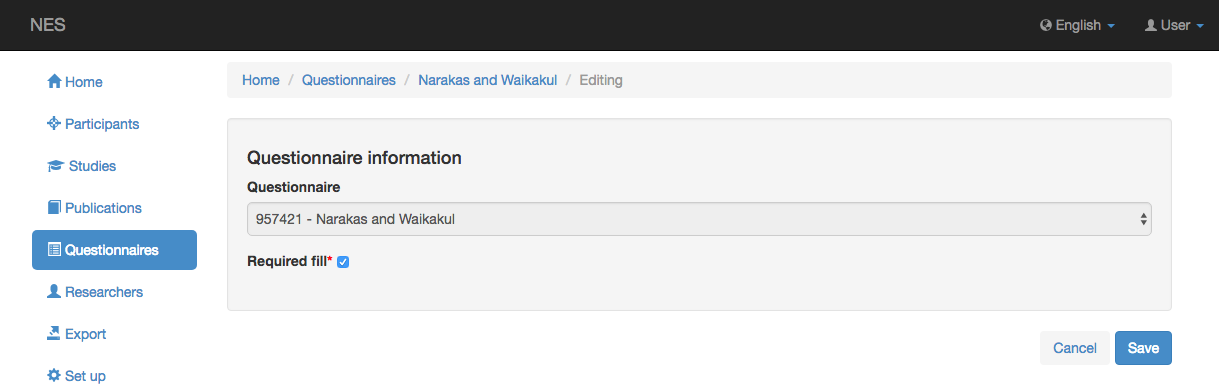 NES
English
User
Home
Participants
Studies
Publications
Questionnaires
Researchers
Export
Set up
Home / Questionnaires / Narakas and Waikakul / Editing
Questionnaire information
Questionnaire
957421 - Narakas and Waikakul
Required fill*
Cancel
Save